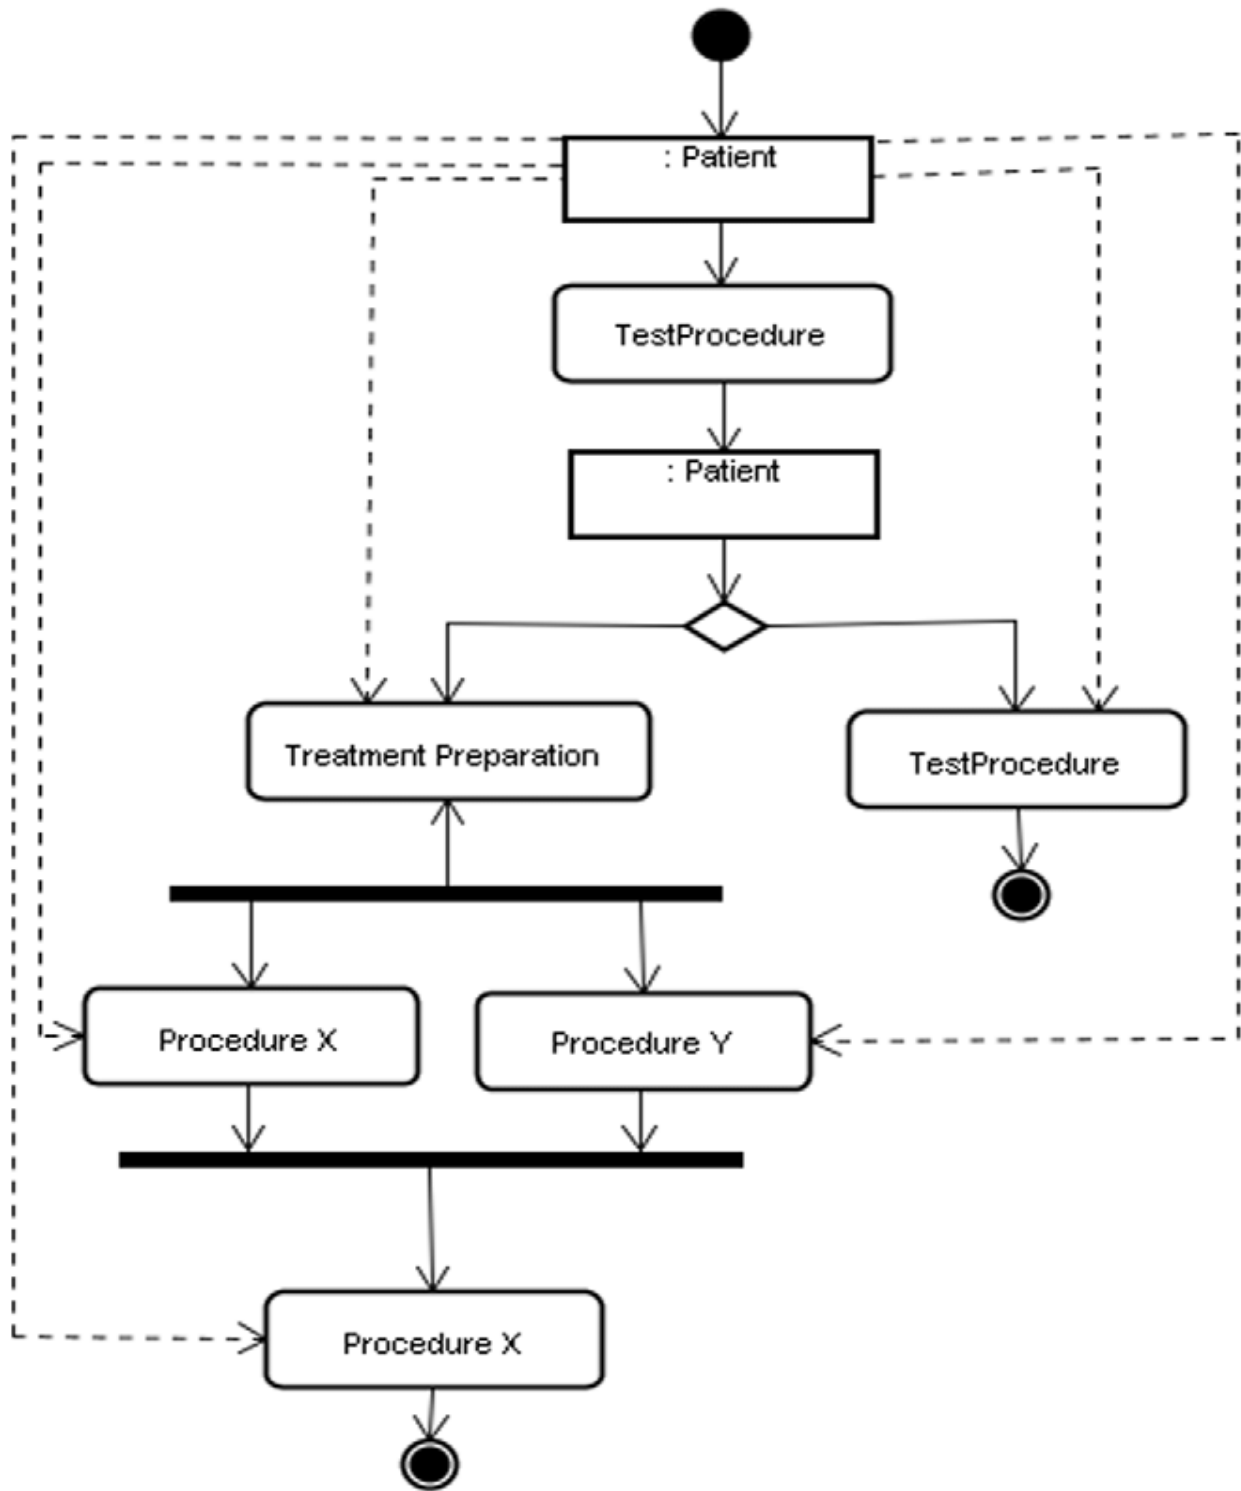 : Patient
TestProcedure
: Patient
Treatment Preparation
TestProcedure
Procedure X
Procedure Y
Procedure X